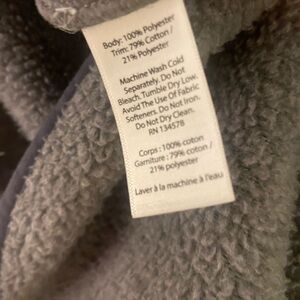 Body: 100% Polyester
Trim: 79% Cotton /
21% Polyester
Machine Wash Cold
Separately. Do Not
Bleach. Tumble Dry Low.
Avoid The Use Of Fabric
Softeners. Do Not Iron.
Do Not Dry Clean.
RN 134578
Corps : 100% coton
Garniture : 79% coton /
21% polyester
Laver à la machine à l'eau